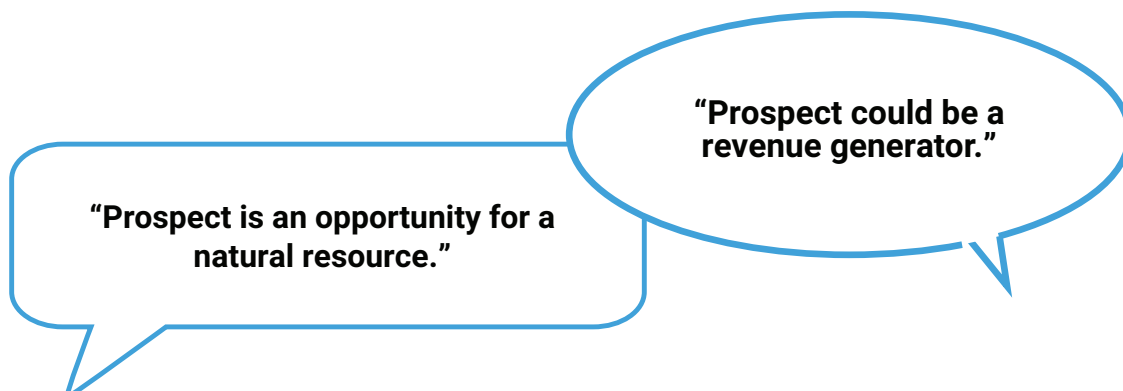 “Prospect could be a
revenue generator.”
“Prospect is an opportunity for a
natural resource.”